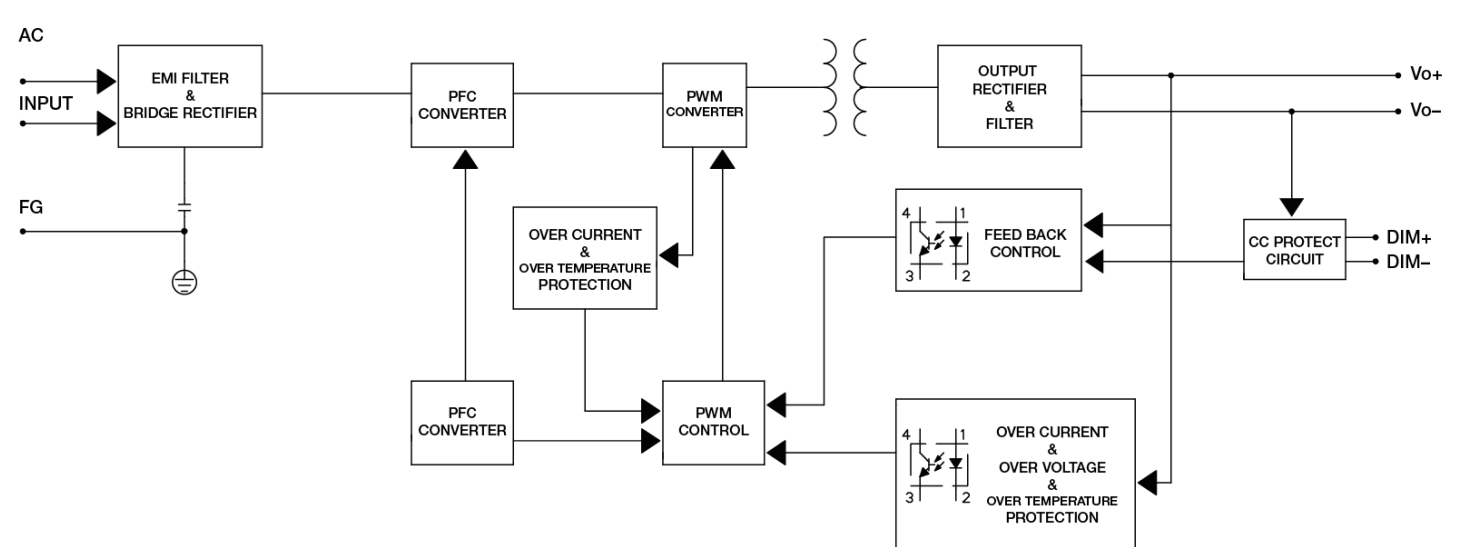 AC
INPUT
FG
EMI FILTER
&
BRIDGE RECTIFIER
PFC
CONVERTER
PWM
CONVERTER
OUTPUT
RECTIFIER
&
FILTER
Vo+
Vo–
OVER CURRENT
&
OVER TEMPERATURE
PROTECTION
4
1
3
2
FEED BACK
CONTROL
CC PROTECT
CIRCUIT
DIM+
DIM–
PFC
CONVERTER
PWM
CONTROL
4
1
3
2
OVER CURRENT
&
OVER VOLTAGE
&
OVER TEMPERATURE
PROTECTION